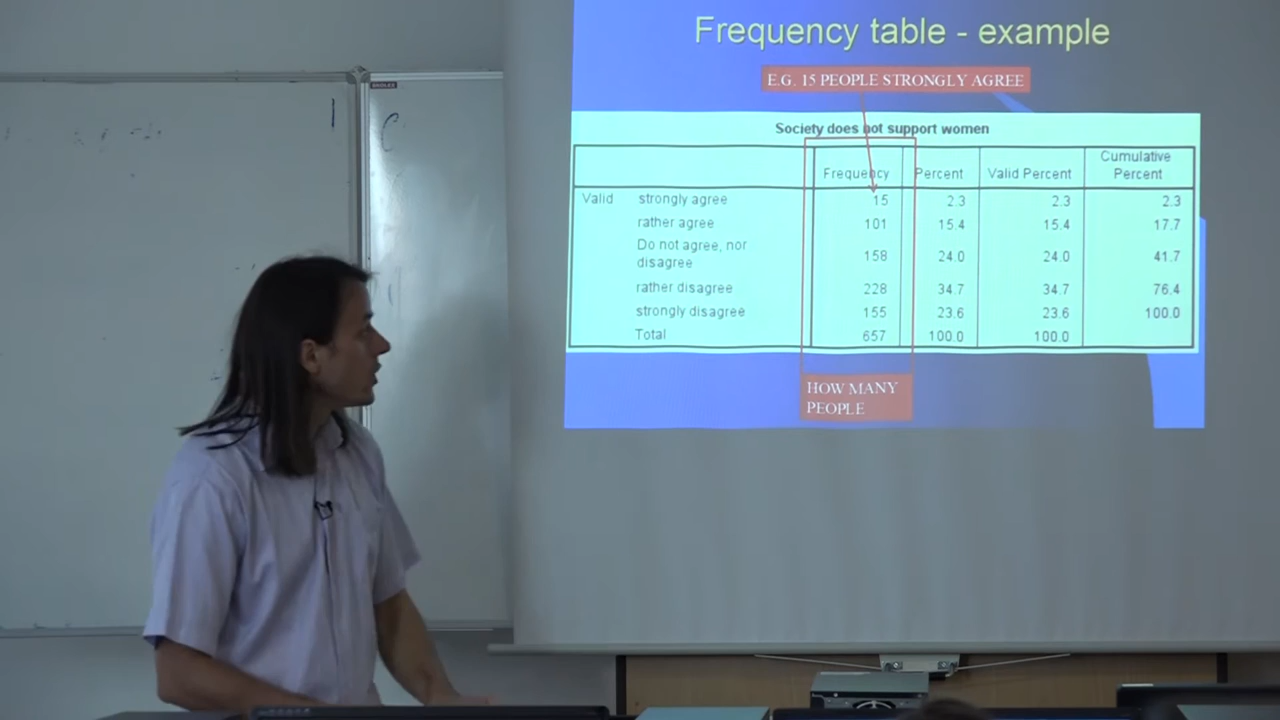 Frequency table - example
E.G. 15 PEOPLE STRONGLY AGREE
Society does not support women
Frequency Percent Valid Percent Cumulative Percent
Valid strongly agree 15 2.3 2.3 2.3
rather agree 101 15.4 15.4 17.7
Do not agree, nor
disagree 158 24.0 24.0 41.7
rather disagree 228 34.7 34.7 76.4
strongly disagree 155 23.6 23.6 100.0
Total 657 100.0 100.0
HOW MANY
PEOPLE